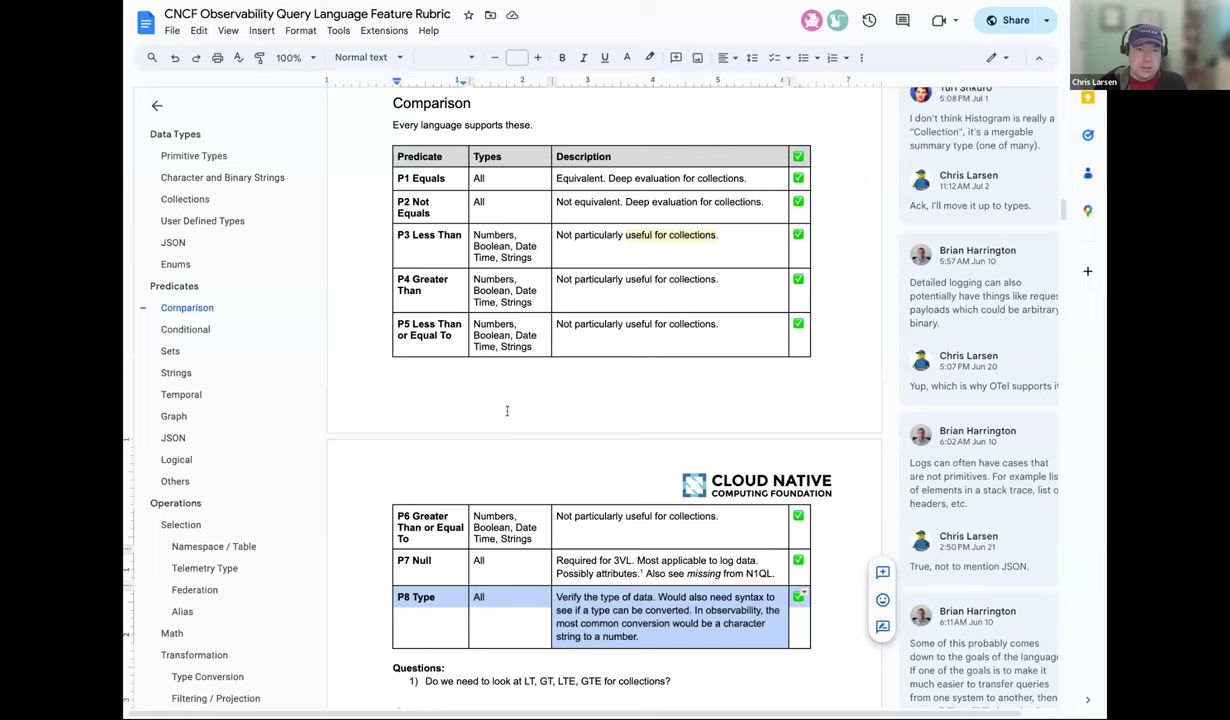 CNCF Observability Query Language Feature Rubric
File Edit View Insert Format Tools Extensions Help
Share
Chris Larsen
100%
Normal text
1 1 2 3 4 5 6 7
Data Types
Primitive Types
Character and Binary Strings
Collections
User Defined Types
JSON
Enums
Predicates
Comparison
Conditional
Sets
Strings
Temporal
Graph
JSON
Logical
Others
Operations
Selection
Namespace / Table
Telemetry Type
Federation
Alias
Math
Transformation
Type Conversion
Filtering / Projection
Comparison
Every language supports these.
Predicate Types Description
P1 Equals All Equivalent. Deep evaluation for collections.
P2 Not All Not equivalent. Deep evaluation for collections.
Equals
P3 Less Than Numbers, Not particularly useful for collections.
Boolean, Date
Time, Strings
P4 Greater Numbers, Not particularly useful for collections.
Than Boolean, Date
Time, Strings
P5 Less Than Numbers, Not particularly useful for collections.
or Equal To Boolean, Date
Time, Strings
CLOUD NATIVE
COMPUTING FOUNDATION
P6 Greater Numbers, Not particularly useful for collections.
Than or Equal Boolean, Date
To Time, Strings
P7 Null All Required for 3VL. Most applicable to log data.
Possibly attributes.¹ Also see missing from N1QL.
P8 Type All Verify the type of data. Would also need syntax to
see if a type can be converted. In observability, the
most common conversion would be a character
string to a number.
Questions:
1) Do we need to look at LT, GT, LTE, GTE for collections?
Yuri Shkuro
5:08 PM Jul 1
I don't think Histogram is really a
"Collection", it's a mergable
summary type (one of many).
Chris Larsen
11:12 AM Jul 2
Ack, I'll move it up to types.
Brian Harrington
5:57 AM Jun 10
Detailed logging can also
potentially have things like reques
payloads which could be arbitrary
binary.
Chris Larsen
5:07 PM Jun 20
Yup, which is why OTel supports i
Brian Harrington
6:02 AM Jun 10
Logs can often have cases that
are not primitives. For example lis
of elements in a stack trace, list o
headers, etc.
Chris Larsen
2:50 PM Jun 21
True, not to mention JSON.
Brian Harrington
6:11 AM Jun 10
Some of this probably comes
down to the goals of the language
If one of the goals is to make it
much easier to transfer queries
from one system to another, then